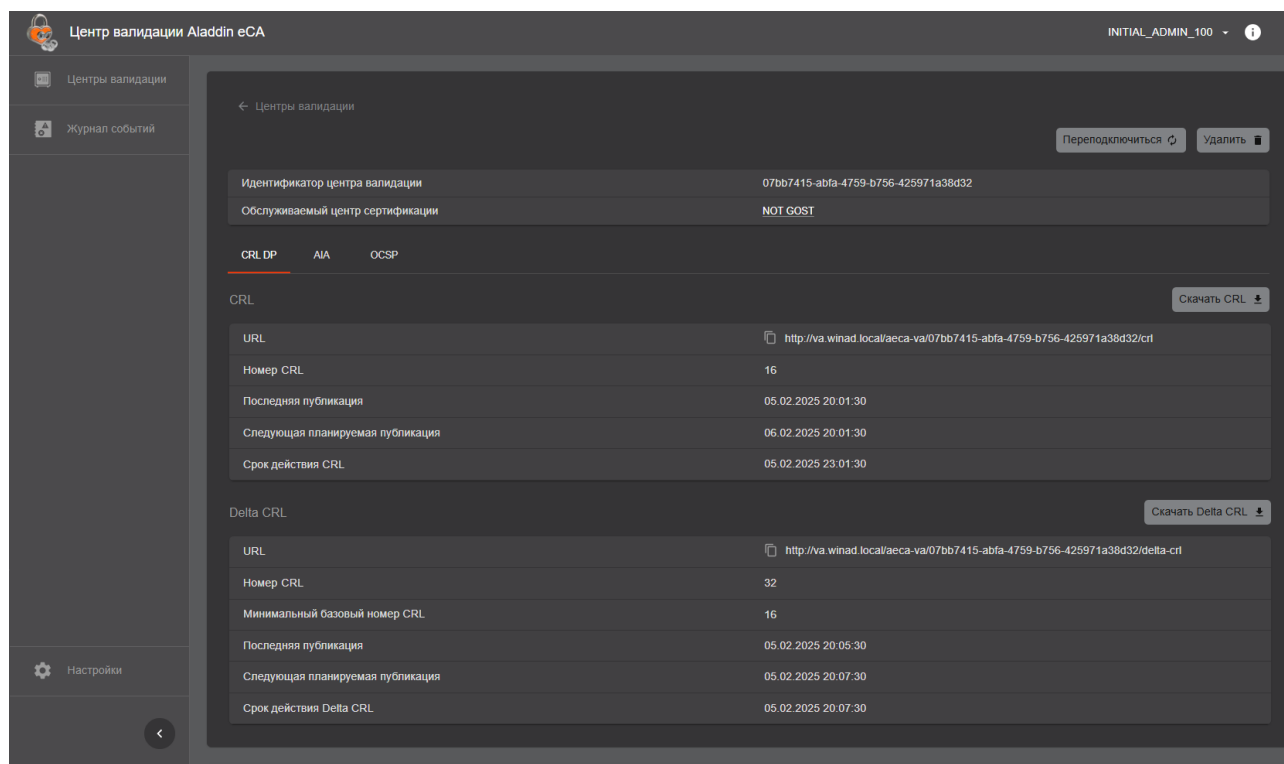 Центр валидации Aladdin eCA
INITIAL_ADMIN_100
Центры валидации
Журнал событий
Настройки
← Центры валидации
Переподключиться
Удалить
Идентификатор центра валидации 07bb7415-abfa-4759-b756-425971a38d32
Обслуживаемый центр сертификации NOT GOST
CRL DP AIA OCSP
CRL
Скачать CRL
URL http://va.winad.local/aeca-va/07bb7415-abfa-4759-b756-425971a38d32/crl
Номер CRL 16
Последняя публикация 05.02.2025 20:01:30
Следующая планируемая публикация 06.02.2025 20:01:30
Срок действия CRL 05.02.2025 23:01:30
Delta CRL
Скачать Delta CRL
URL http://va.winad.local/aeca-va/07bb7415-abfa-4759-b756-425971a38d32/delta-crl
Номер CRL 32
Минимальный базовый номер CRL 16
Последняя публикация 05.02.2025 20:05:30
Следующая планируемая публикация 05.02.2025 20:07:30
Срок действия Delta CRL 05.02.2025 20:07:30